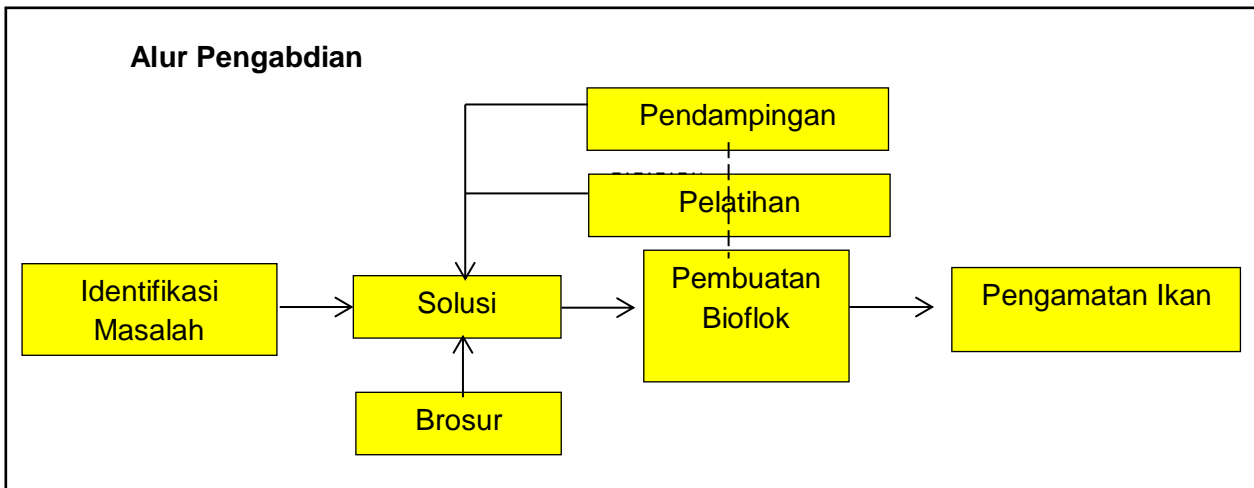 Alur Pengabdian
Pendampingan
Pelatihan
Identifikasi
Masalah
Solusi
Pembuatan
Bioflok
Pengamatan Ikan
Brosur